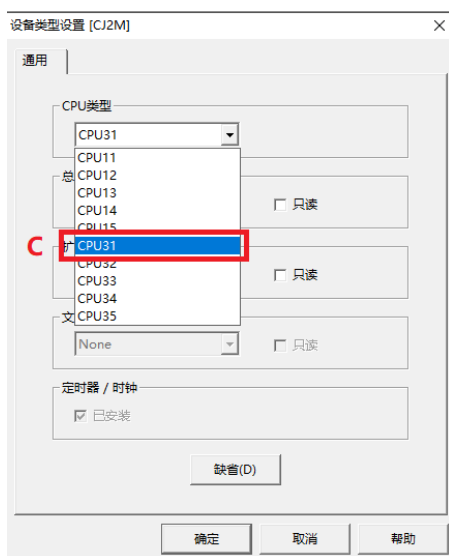 设备类型设置 [CJ2M]
通用
CPU类型
CPU31
CPU11
总 CPU12
CPU13
CPU14
只读
CPU15
C
扩 CPU31
CPU32
CPU33
只读
CPU34
文 CPU35
None
只读
定时器 / 时钟
已安装
缺省(D)
确定
取消
帮助